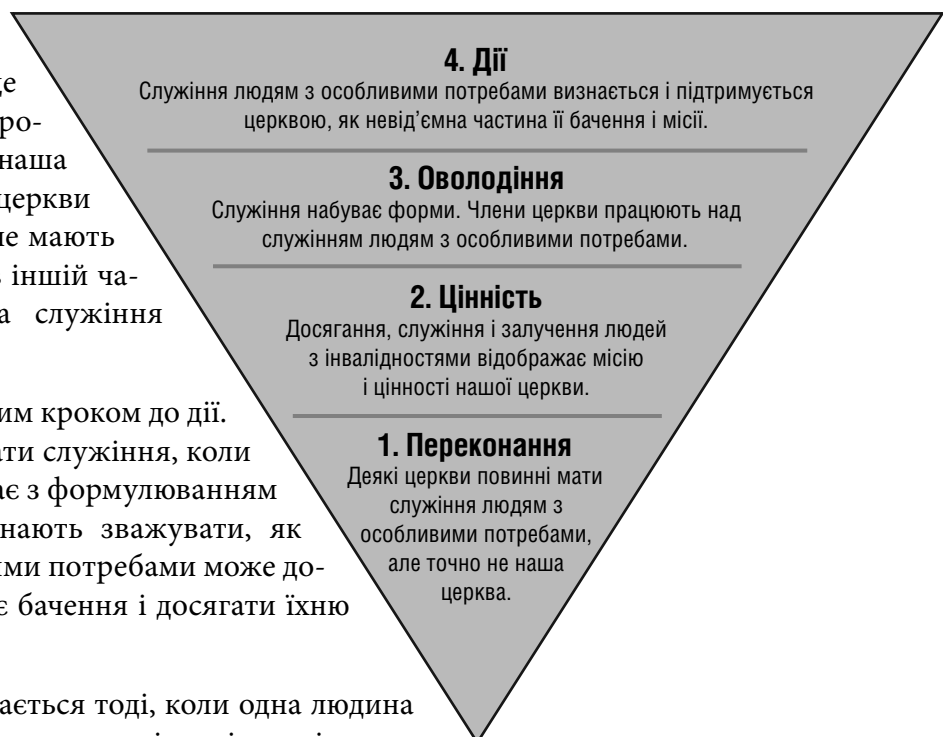 4. Дії
Служіння людям з особливими потребами визнається і підтримується
церквою, як невід’ємна частина її бачення і місії.
3. Оволодіння
Служіння набуває форми. Члени церкви працюють над
служінням людям з особливими потребами.
2. Цінність
Досягання, служіння і залучення людей
з інвалідностями відображає місію
і цінності нашої церкви.
1. Переконання
Деякі церкви повинні мати
служіння людям з
особливими потребами,
але точно не наша
церква.
ро-
наша
церкви
не мають
іншій ча-
служіння
им кроком до дії.
ати служіння, коли
ає з формулюванням
нають зважувати, як
ими потребами може до-
є бачення і досягати їхню
ається тоді, коли одна людина